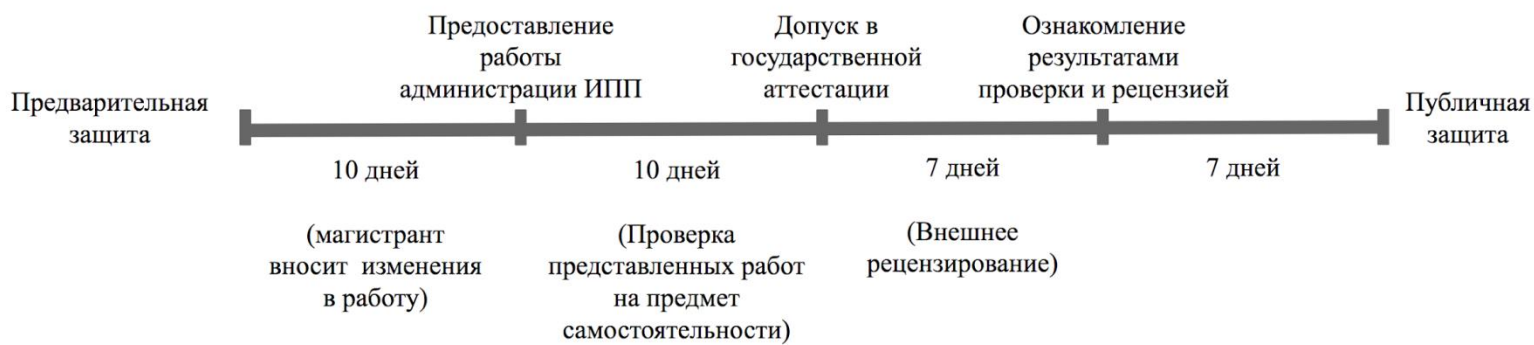 Предварительная
защита
Предоставление
работы
администрации ИПП
Допуск в
государственной
аттестации
Ознакомление
результатами
проверки и рецензией
Публичная
защита
10 дней
10 дней
7 дней
7 дней
(магистрант
вносит изменения
в работу)
(Проверка
представленных работ
на предмет
самостоятельности)
(Внешнее
рецензирование)